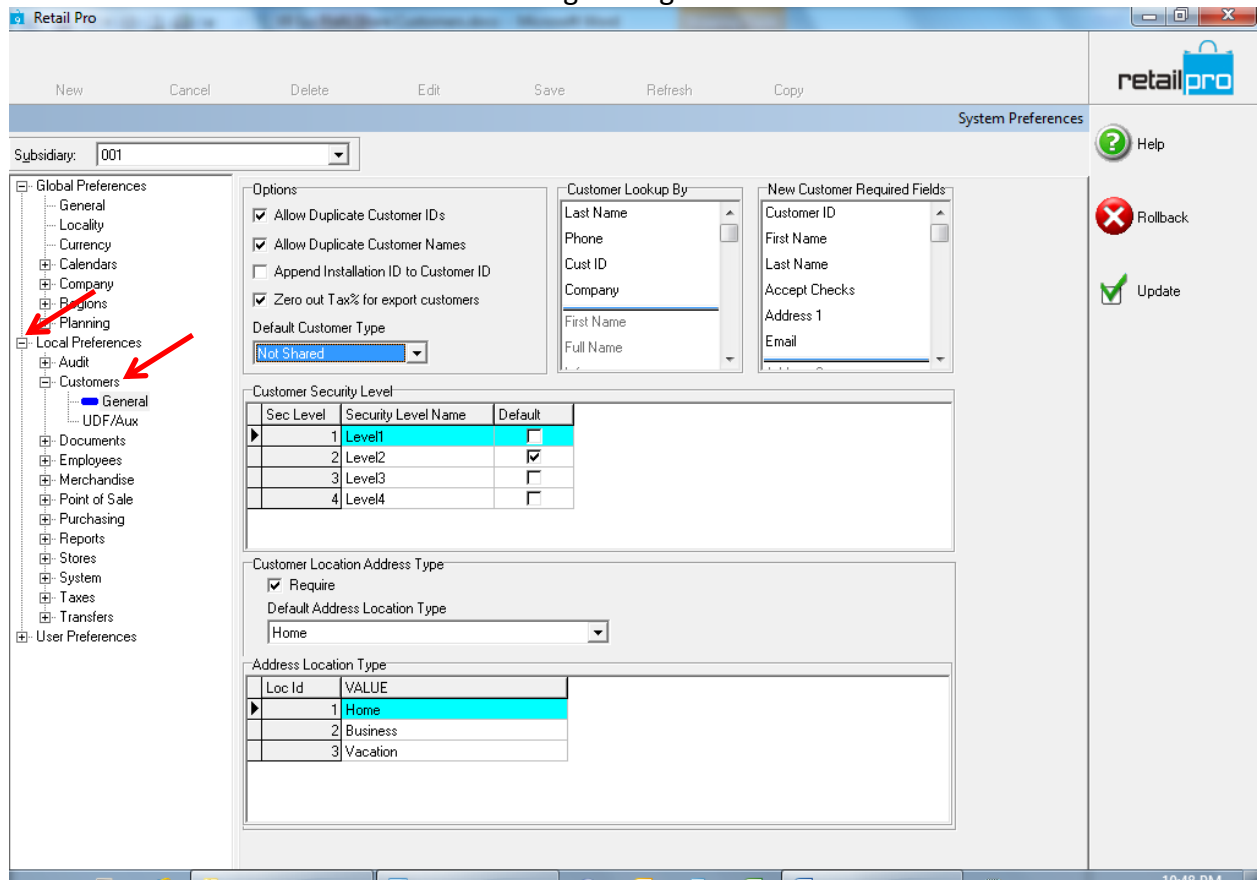 Retail Pro
retailpro
New Cancel Delete Edit Save Refresh Copy
System Preferences
Subsidiary: 001
Help
Rollback
Update
Global Preferences
General
Locality
Currency
Calendars
Company
Regions
Planning
Local Preferences
Audit
Customers
General
UDF/Aux
Documents
Employees
Merchandise
Point of Sale
Purchasing
Reports
Stores
System
Taxes
Transfers
User Preferences
Options
Allow Duplicate Customer IDs
Allow Duplicate Customer Names
Append Installation ID to Customer ID
Zero out Tax% for export customers
Default Customer Type
Not Shared
Customer Lookup By
Last Name
Phone
Cust ID
Company
First Name
Full Name
New Customer Required Fields
Customer ID
First Name
Last Name
Accept Checks
Address 1
Email
Customer Security Level
Sec Level Security Level Name Default
1 Level1
2 Level2
3 Level3
4 Level4
Customer Location Address Type
Require
Default Address Location Type
Home
Address Location Type
Loc Id VALUE
1 Home
2 Business
3 Vacation